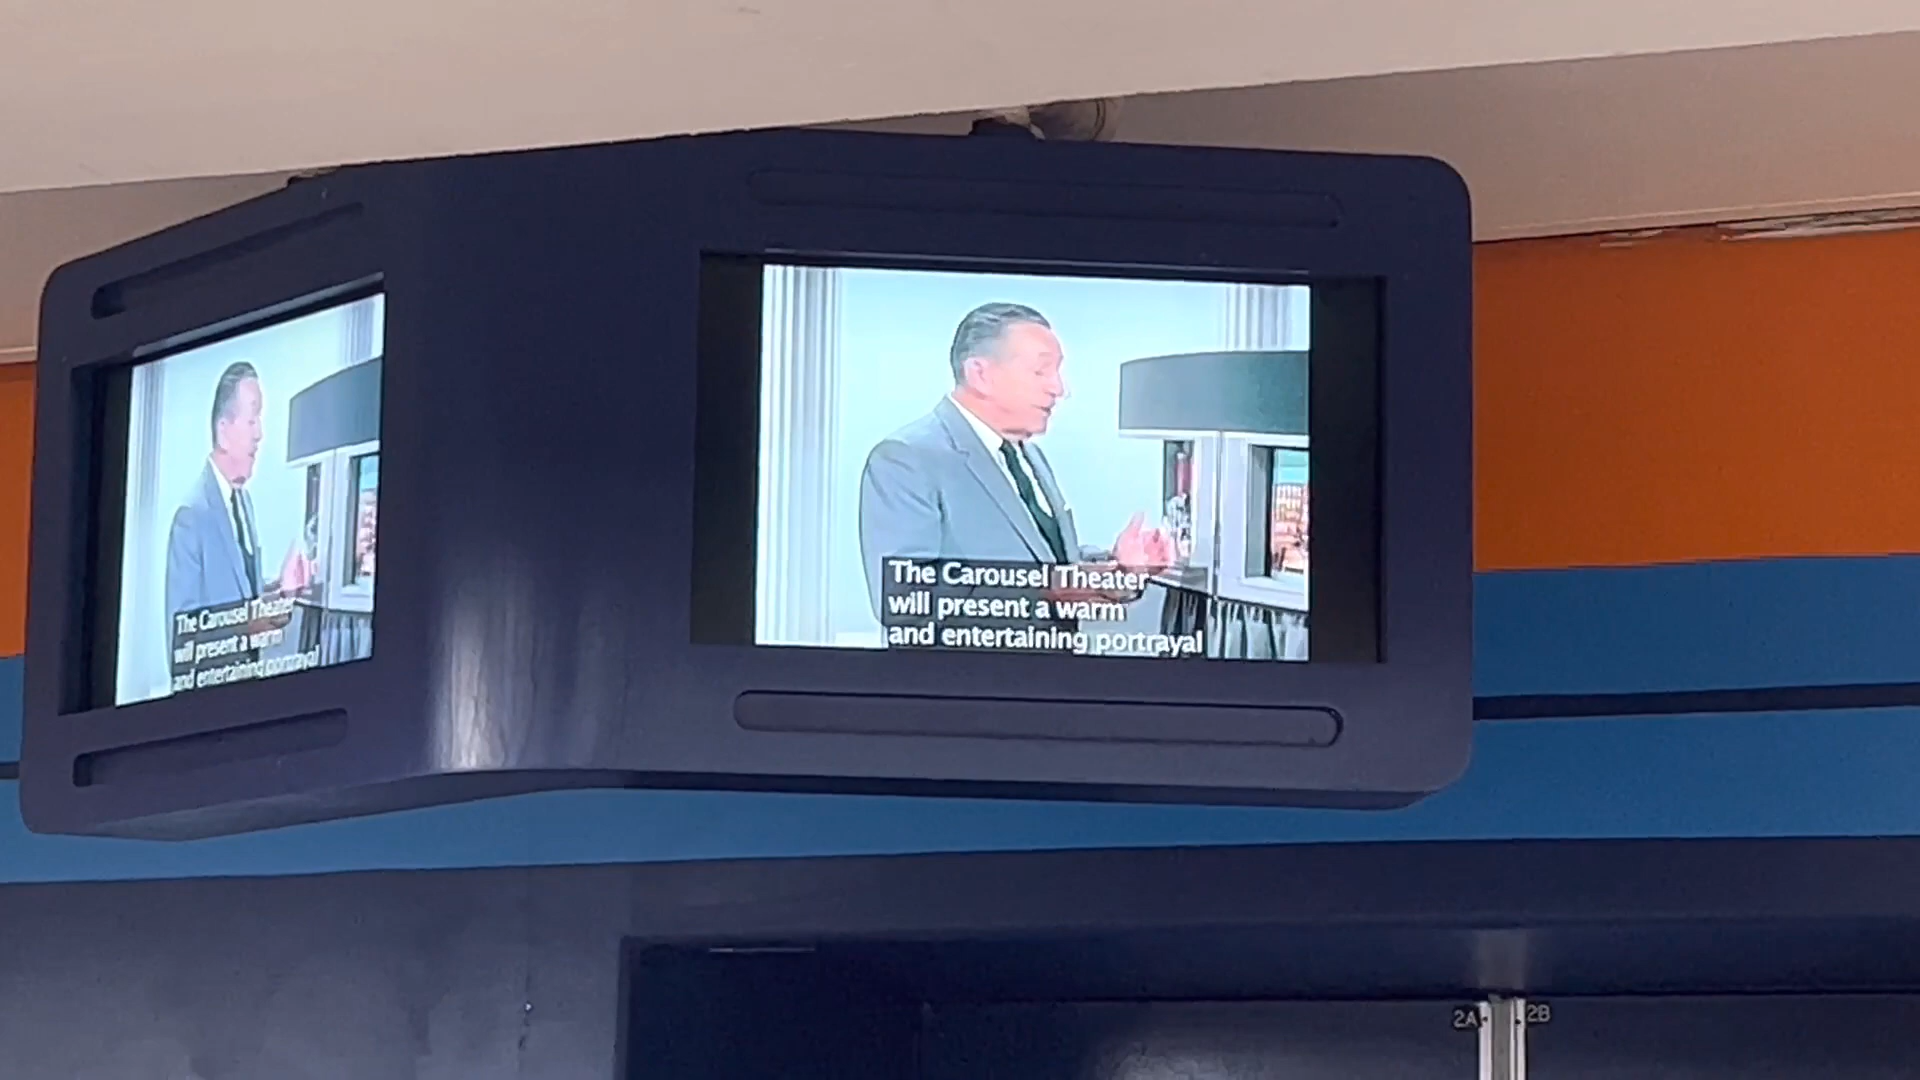 The Carousel Theater
will present a warm
and entertaining portrayal
The Carousel Theater
will present a warm
and entertaining portrayal
2A
2B